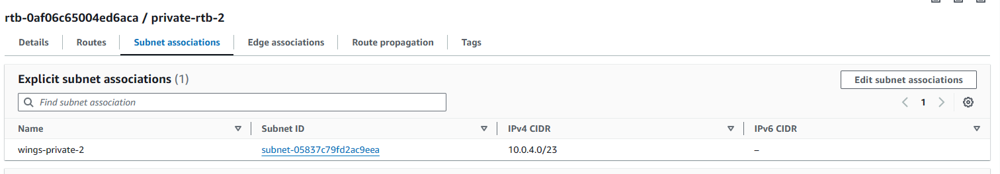 rtb-0af06c65004ed6aca / private-rtb-2
Details Routes Subnet associations Edge associations Route propagation Tags
Explicit subnet associations (1) Edit subnet associations
Find subnet association 1
Name Subnet ID IPv4 CIDR IPv6 CIDR
wings-private-2 subnet-05837c79fd2ac9eea 10.0.4.0/23 –